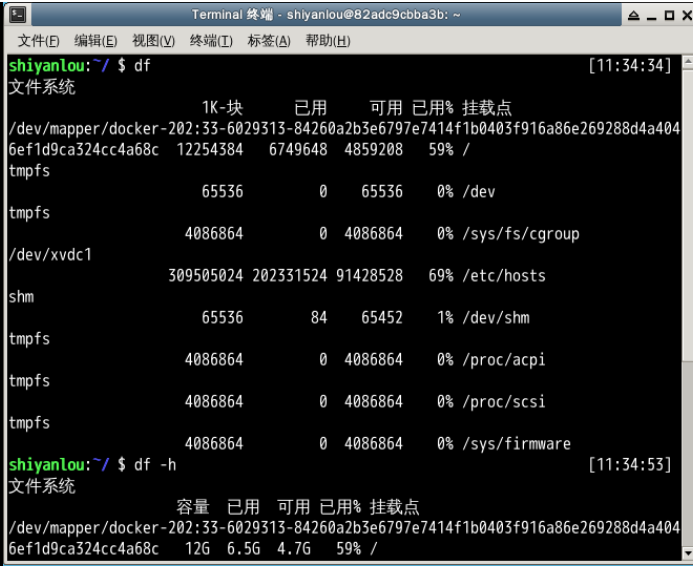 Terminal 终端 - shiyanlou@82adc9cbba3b: ~
文件(F) 编辑(E) 视图(V) 终端(T) 标签(A) 帮助(H)
shiyanlou:~/ $ df [11:34:34]
文件系统
1K-块 已用 可用 已用% 挂载点
/dev/mapper/docker-202:33-6029313-84260a2b3e6797e7414f1b0403f916a86e269288d4a404
6ef1d9ca324cc4a68c 12254384 6749648 4859208 59% /
tmpfs
65536 0 65536 0% /dev
tmpfs
4086864 0 4086864 0% /sys/fs/cgroup
/dev/xvdc1
309505024 202331524 91428528 69% /etc/hosts
shm
65536 84 65452 1% /dev/shm
tmpfs
4086864 0 4086864 0% /proc/acpi
tmpfs
4086864 0 4086864 0% /proc/scsi
tmpfs
4086864 0 4086864 0% /sys/firmware
shiyanlou:~/ $ df -h [11:34:53]
文件系统
容量 已用 可用 已用% 挂载点
/dev/mapper/docker-202:33-6029313-84260a2b3e6797e7414f1b0403f916a86e269288d4a404
6ef1d9ca324cc4a68c 12G 6.5G 4.7G 59% /